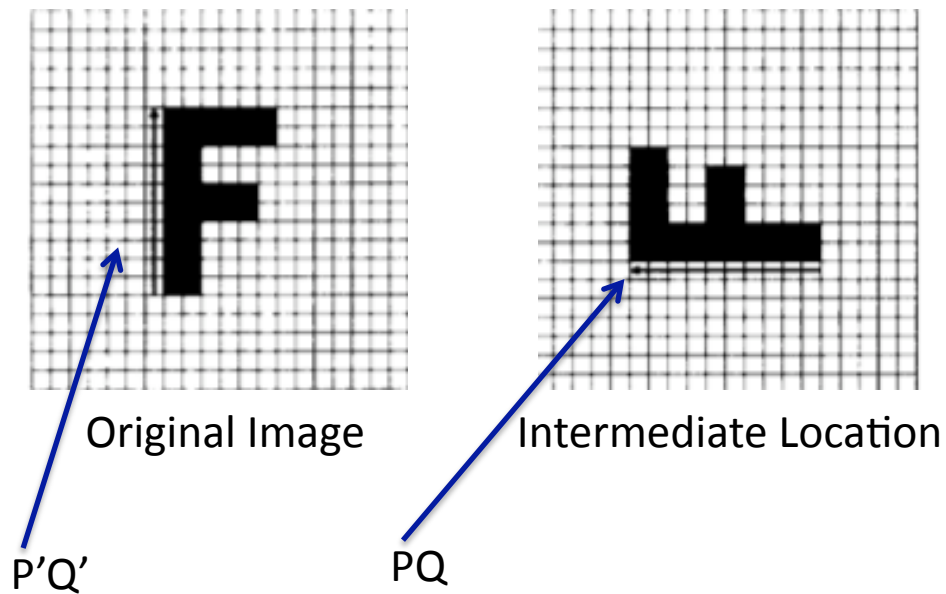 F
F
Original Image
Intermediate Location
P’Q’
PQ